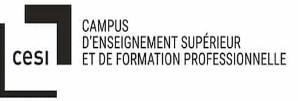 cesi
CAMPUS
D'ENSEIGNEMENT SUPÉRIEUR
ET DE FORMATION PROFESSIONNELLE